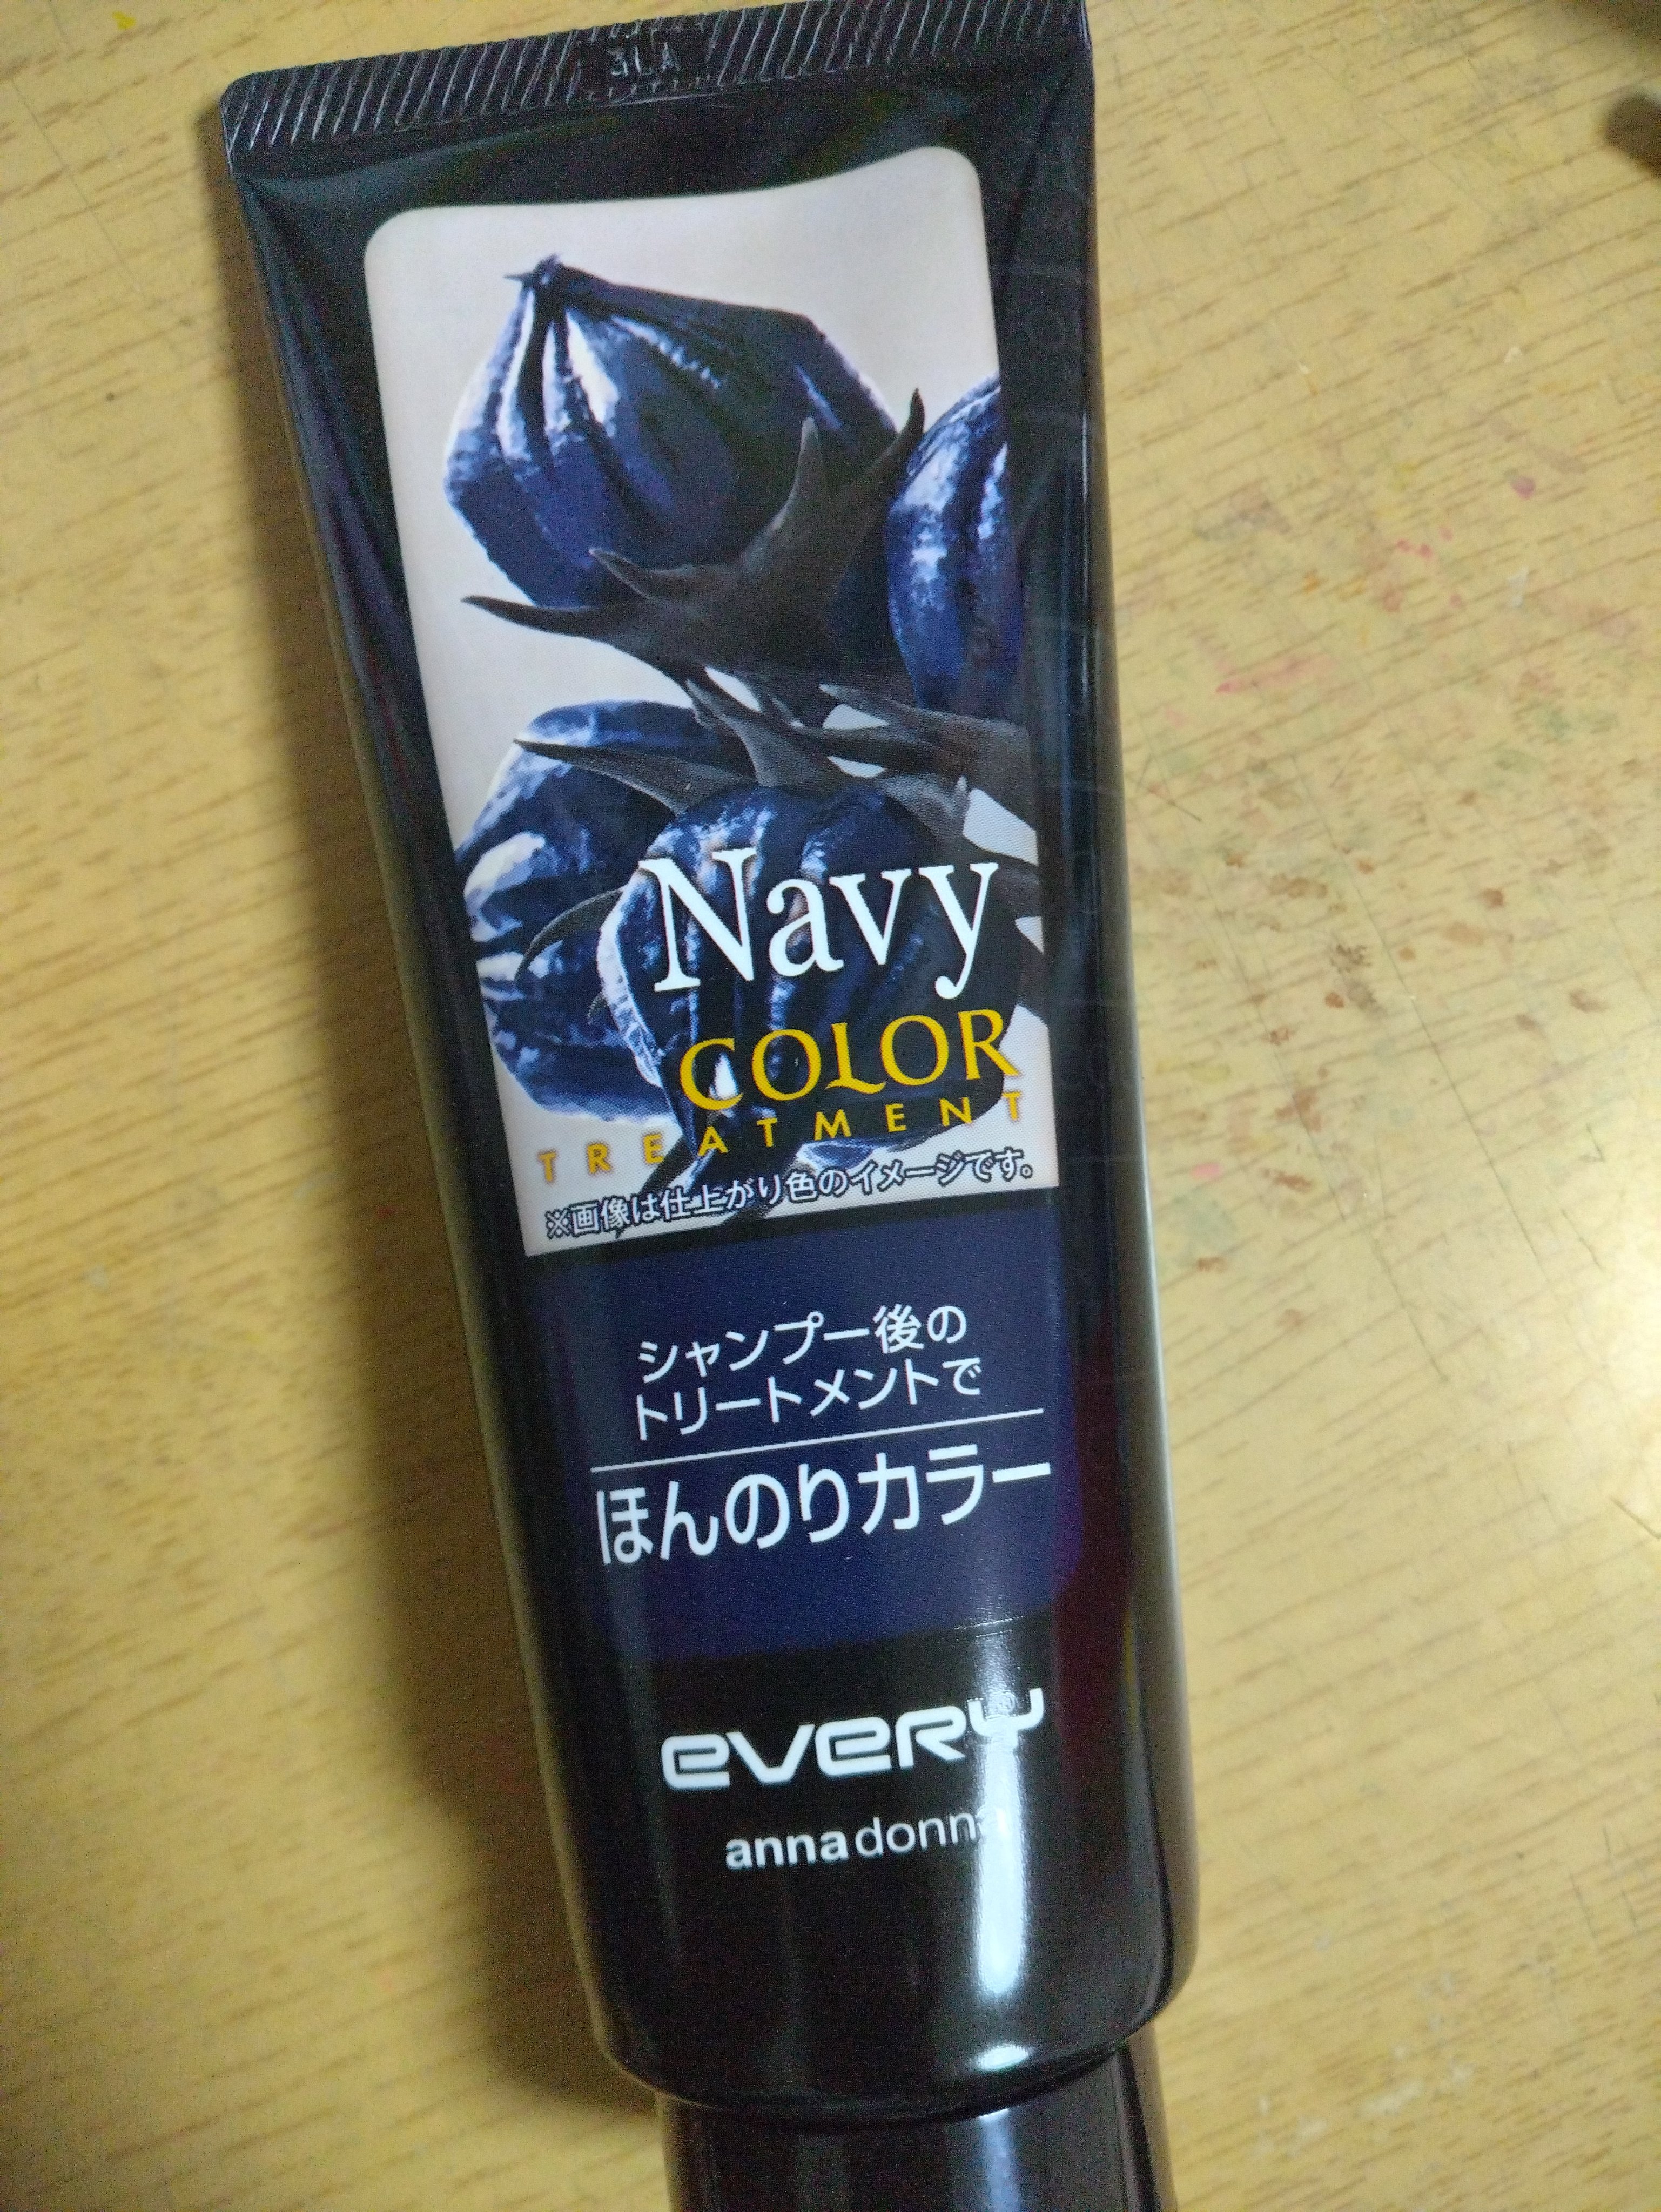 3LA
Navy
COLOR
TREATMENT
※画像は仕上がり色のイメージです。
シャンプー後の
トリートメントで
ほんのりカラー
every
annadonna